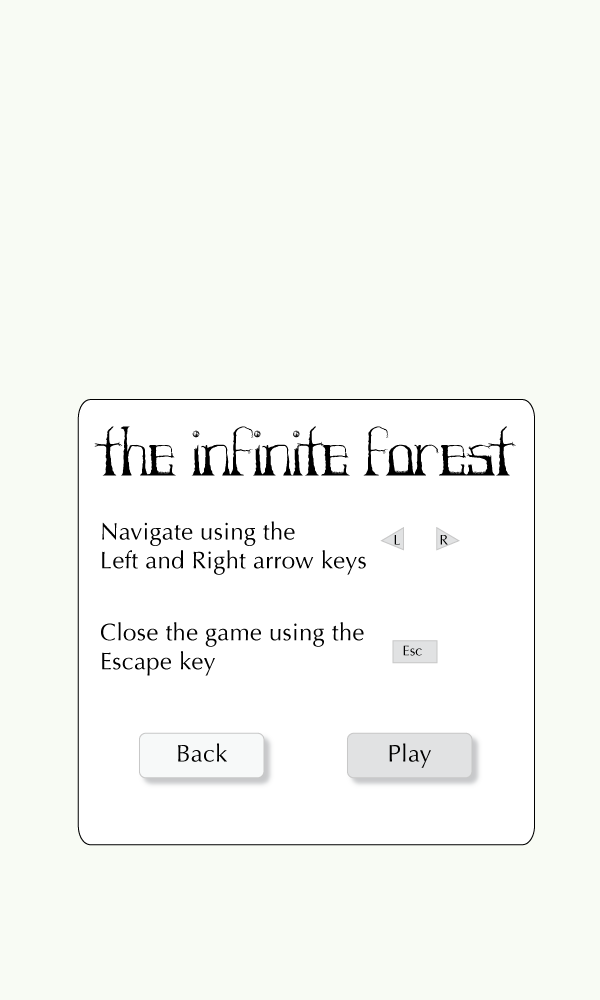 the infinite forest
Navigate using the
Left and Right arrow keys
L R
Close the game using the
Escape key
Esc
Back Play